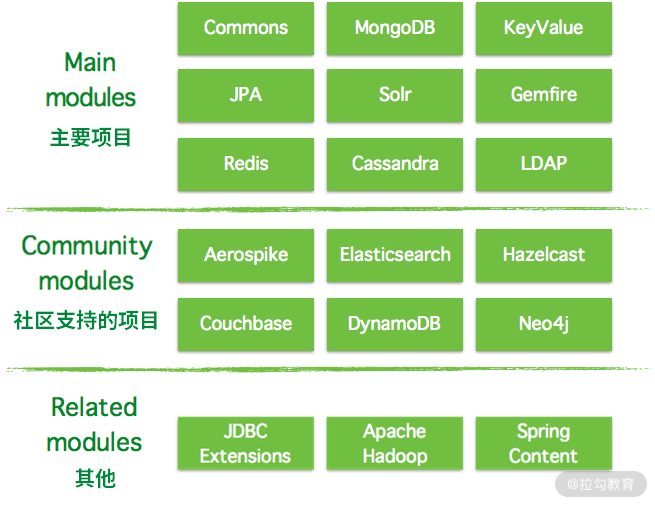 Main
modules
主要项目
Commons
MongoDB
KeyValue
JPA
Solr
Gemfire
Redis
Cassandra
LDAP
Community
modules
社区支持的项目
Aerospike
Elasticsearch
Hazelcast
Couchbase
DynamoDB
Neo4j
Related
modules
其他
JDBC
Extensions
Apache
Hadoop
Spring
Content
@拉勾教育